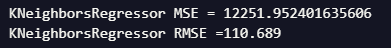 KNeighborsRegressor MSE = 12251.952401635606
KNeighborsRegressor RMSE =110.689